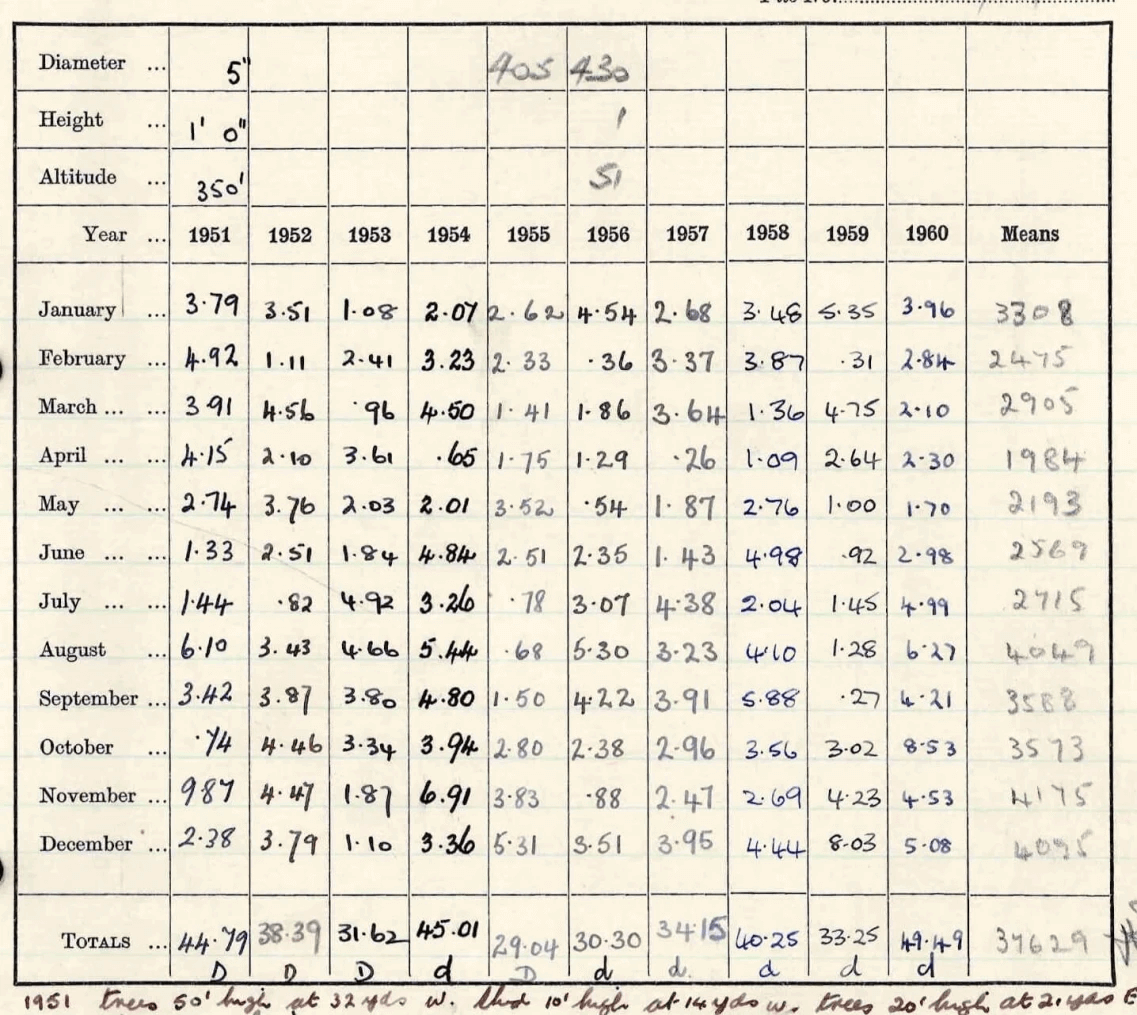 Diameter ... 5" 405 430
Height ... 1' 0" 1
Altitude ... 350' 51
Year ... 1951 1952 1953 1954 1955 1956 1957 1958 1959 1960 Means
January ... 3.79 3.51 1.08 2.07 2.62 4.54 2.68 3.48 5.35 3.96 3308
February ... 4.92 1.11 2.41 3.23 2.33 .36 3.37 3.87 .31 2.84 2475
March ... ... 3 91 4.56 .96 4.50 1.41 1.86 3.64 1.36 4.75 2.10 2905
April ... ... 4.15 2.10 3.61 .65 1.75 1.29 .26 1.09 2.64 2.30 1984
May ... ... 2.74 3.76 2.03 2.01 3.52 .54 1.87 2.76 1.00 1.70 2193
June ... ... 1.33 2.51 1.84 4.84 2.51 2.35 1.43 4.98 .92 2.98 2569
July ... ... 1.44 .82 4.92 3.26 .78 3.07 4.38 2.04 1.45 4.99 2715
August ... 6.10 3.43 4.66 5.44 .68 5.30 3.23 4.10 1.28 6.27 4049
September ... 3.42 3.87 3.80 4.80 1.50 4.22 3.91 5.88 .27 4.21 3588
October ... .74 4.46 3.34 3.94 2.80 2.38 2.96 3.56 3.02 8.53 3573
November ... 987 4.47 1.87 6.91 3.83 .88 2.47 2.69 4.23 4.53 4175
December ... 2.38 3.79 1.10 3.36 5.31 3.51 3.95 4.44 8.03 5.08 4095
TOTALS ... 44.79 38.39 31.62 45.01 29.04 30.30 34 15 40.25 33.25 49.49 37629
D D D d D d d. d d d
1951 trees 50' high at 32 yds W. shed 10' high at 14 yds W. trees 20' high at 21 yds E